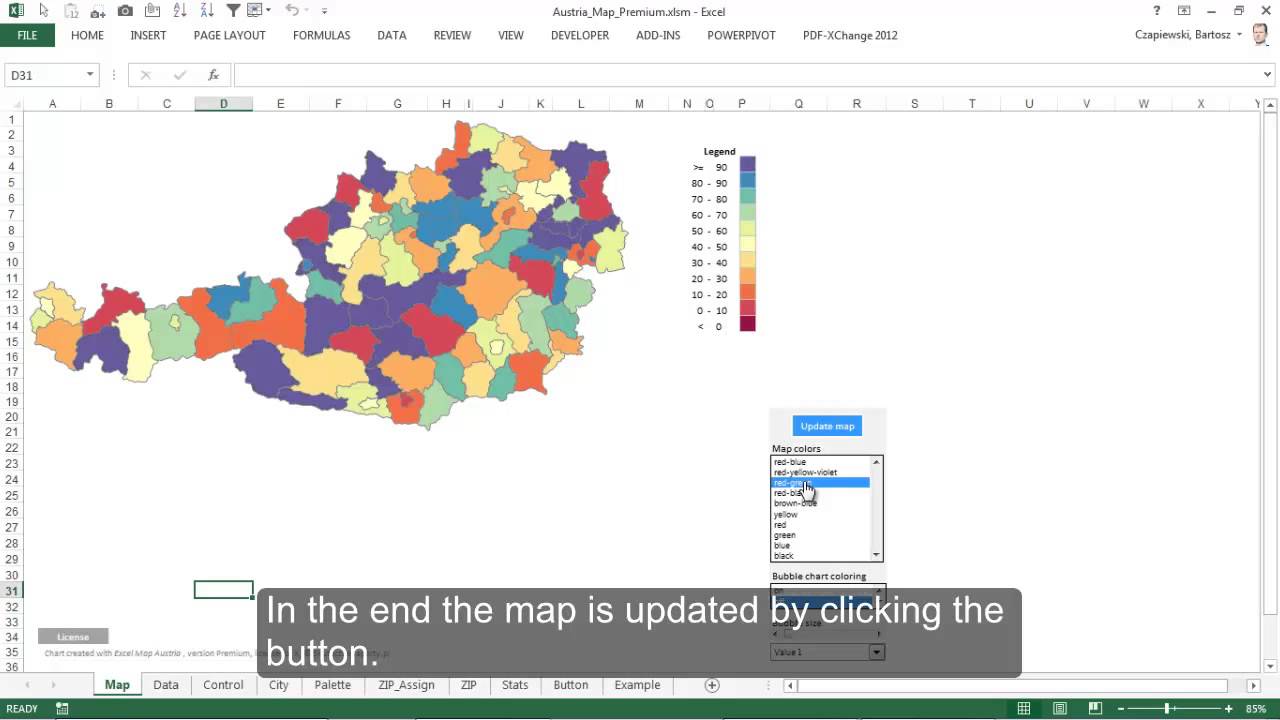 Austria_Map_Premium.xlsm - Excel
?
FILE HOME INSERT PAGE LAYOUT FORMULAS DATA REVIEW VIEW DEVELOPER ADD-INS POWERPIVOT PDF-XChange 2012
Czapiewski, Bartosz
D31
fx
A B C D E F G H I J K L M N O P Q R S T U V W X Y
1
2
3
4
5
6
7
8
9
10
11
12
13
14
15
16
17
18
19
20
21
22
23
24
25
26
27
28
29
30
31
32
33
34
35
36
Legend
>= 90
80 - 90
70 - 80
60 - 70
50 - 60
40 - 50
30 - 40
20 - 30
10 - 20
0 - 10
< 0
Update map
Map colors
red-blue
red-yellow-violet
red-green
brown-blue
yellow
red
green
blue
black
Bubble chart coloring
Bubble size
Value 1
In the end the map is updated by clicking the
button.
License
Chart created with Excel Map Austria , version Premium,
Map Data Control City Palette ZIP_Assign ZIP Stats Button Example
READY
85%